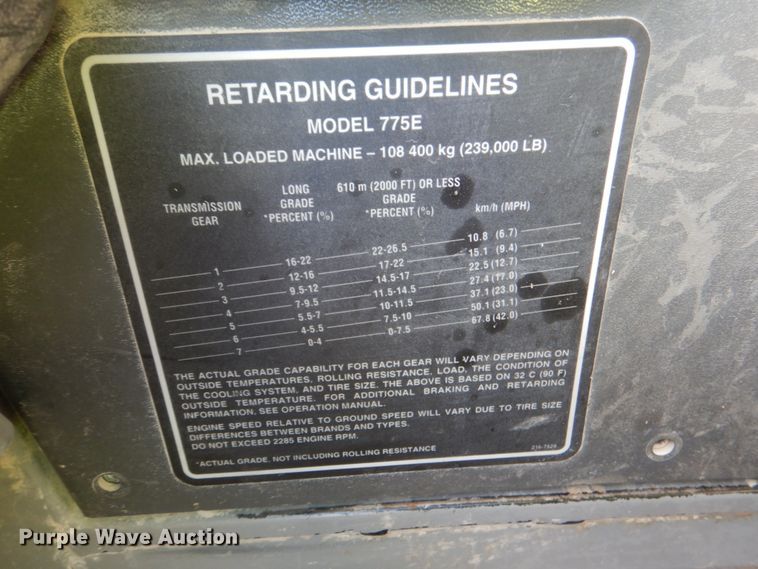 RETARDING GUIDELINES
MODEL 775E
MAX. LOADED MACHINE – 108 400 kg (239,000 LB)
TRANSMISSION GEAR LONG GRADE *PERCENT (%) 610 m (2000 FT) OR LESS GRADE *PERCENT (%) km/h (MPH)
1 16-22 22-26.5 10.8 (6.7)
2 12-16 17-22 15.1 (9.4)
3 9.5-12 14.5-17 22.5 (12.7)
4 7-9.5 11.5-14.5 27.4 (17.0)
5 5.5-7 10-11.5 37.1 (23.0)
6 4-5.5 7.5-10 50.1 (31.1)
7 0-4 0-7.5 67.8 (42.0)
THE ACTUAL GRADE CAPABILITY FOR EACH GEAR WILL VARY DEPENDING ON
OUTSIDE TEMPERATURES, ROLLING RESISTANCE, LOAD, THE CONDITION OF
THE COOLING SYSTEM, AND TIRE SIZE. THE ABOVE IS BASED ON 32 C (90 F)
OUTSIDE TEMPERATURE. FOR ADDITIONAL BRAKING AND RETARDING
INFORMATION. SEE OPERATION MANUAL.
ENGINE SPEED RELATIVE TO GROUND SPEED WILL VARY DUE TO TIRE SIZE
DIFFERENCES BETWEEN BRANDS AND TYPES.
DO NOT EXCEED 2285 ENGINE RPM.
*ACTUAL GRADE, NOT INCLUDING ROLLING RESISTANCE
Purple Wave Auction